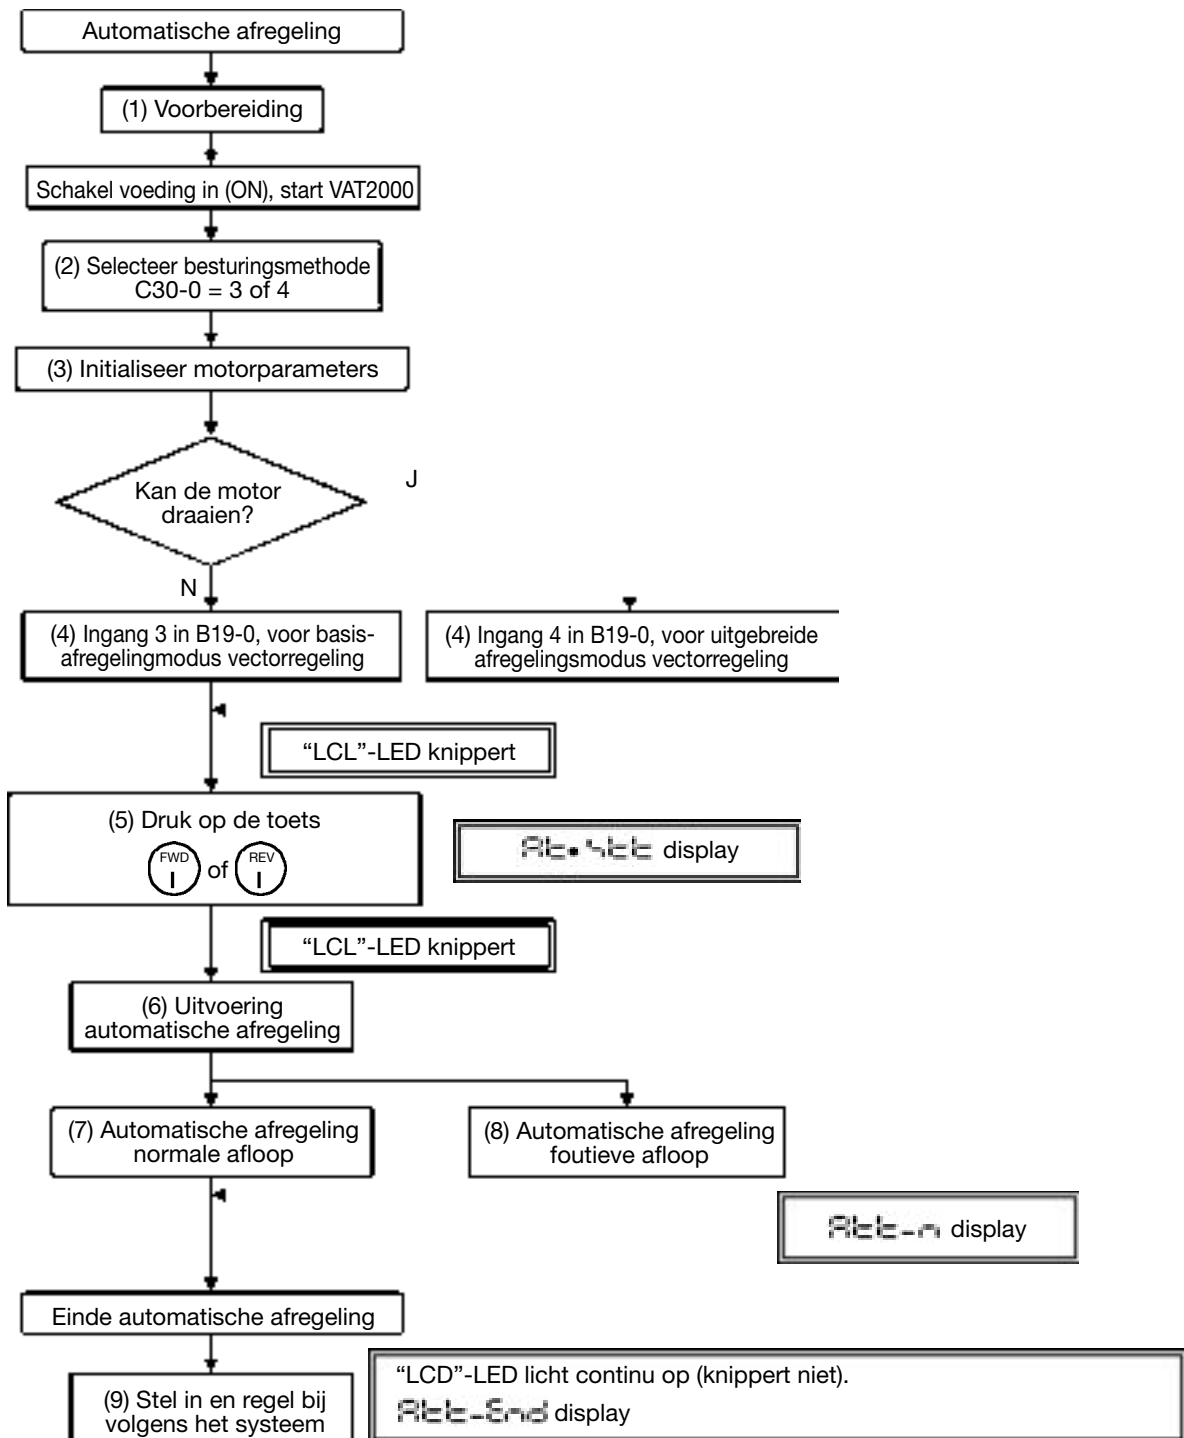 Automatische afregeling
(1) Voorbereiding
Schakel voeding in (ON), start VAT2000
(2) Selecteer besturingsmethode
C30-0 = 3 of 4
(3) Initialiseer motorparameters
Kan de motor
draaien?
J
N
(4) Ingang 3 in B19-0, voor basis-
afregelingmodus vectorregeling
(4) Ingang 4 in B19-0, voor uitgebreide
afregelingsmodus vectorregeling
“LCL”-LED knippert
(5) Druk op de toets
FWD
I
of
REV
I
display
“LCL”-LED knippert
(6) Uitvoering
automatische afregeling
(7) Automatische afregeling
normale afloop
(8) Automatische afregeling
foutieve afloop
Att-n display
Einde automatische afregeling
(9) Stel in en regel bij
volgens het systeem
“LCD”-LED licht continu op (knippert niet).
Att-End display